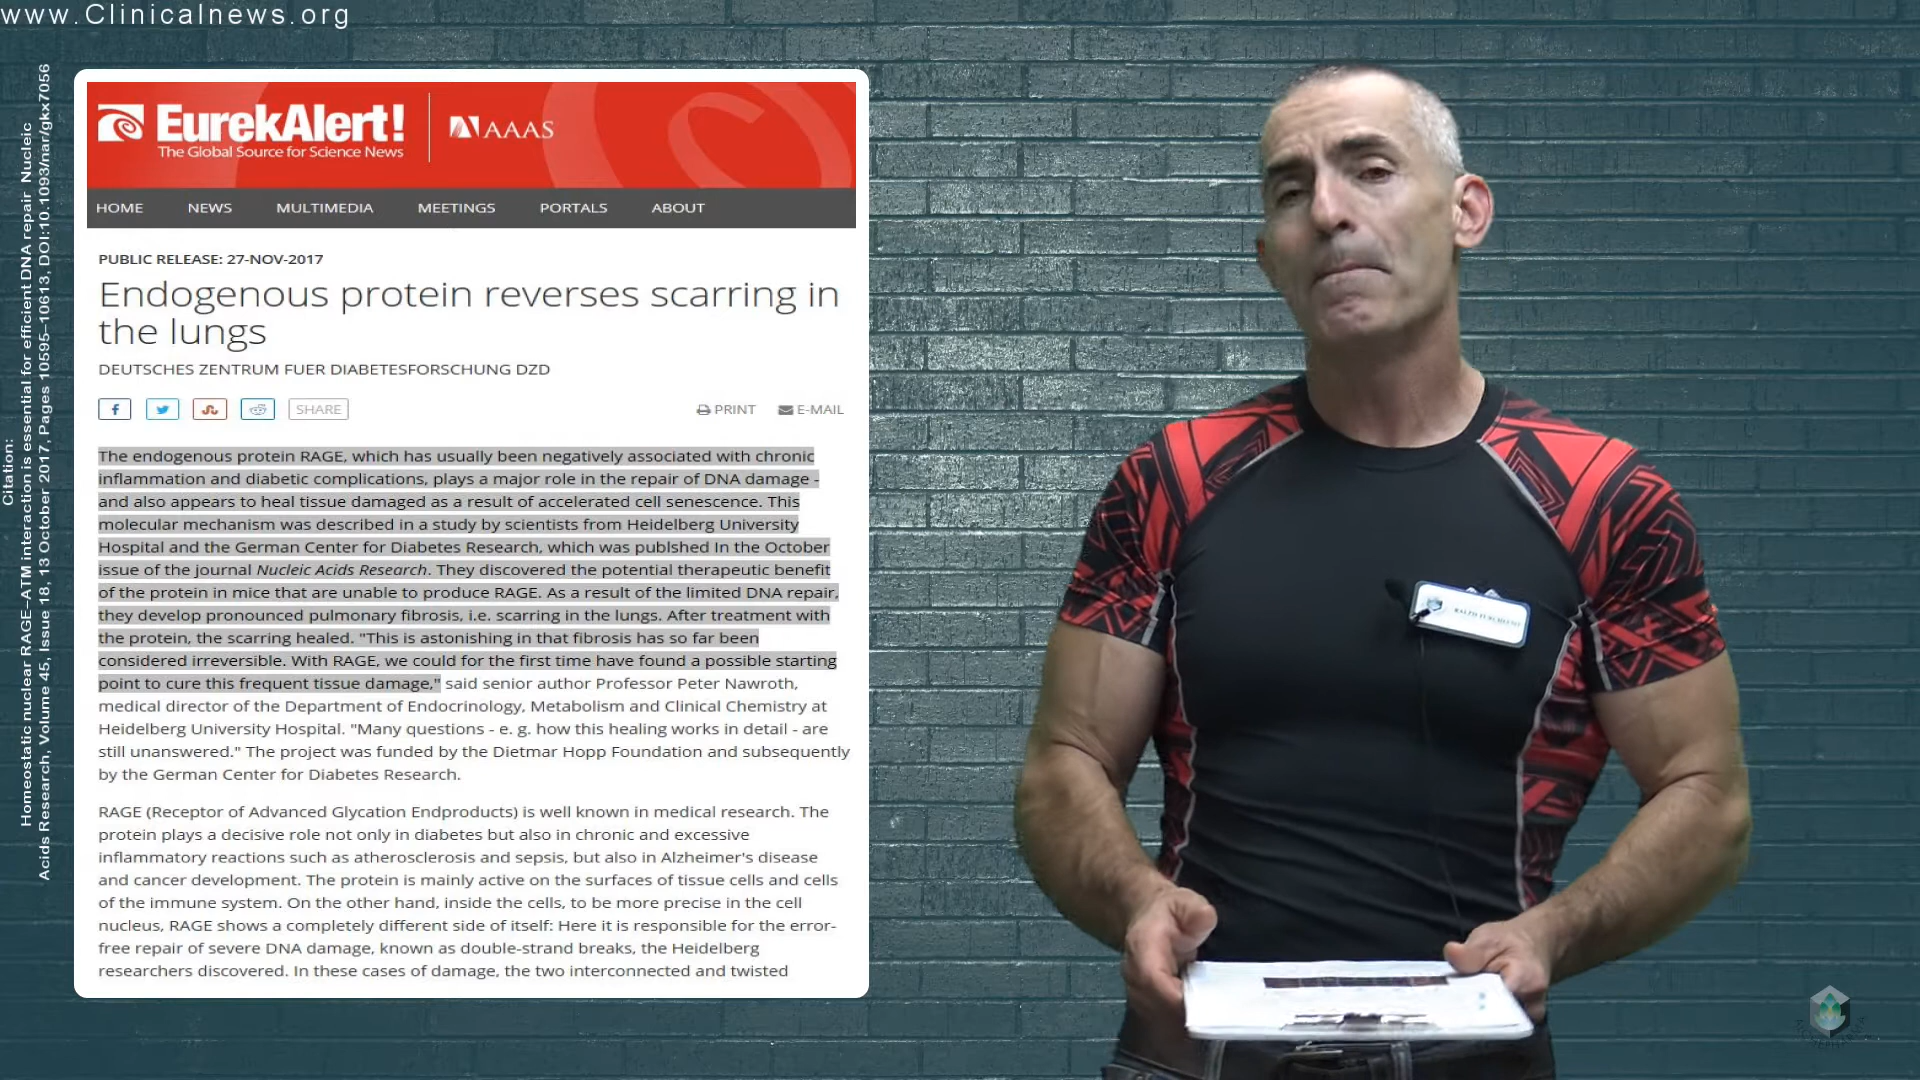 www.Clinicalnews.org
Citation:
Homeostatic nuclear RAGE–ATM interaction is essential for efficient DNA repair  Nucleic
Acids Research, Volume 45, Issue 18, 13 October 2017, Pages 10595–10613, DOI:10.1093/nar/gkx7056
EurekAlert!
The Global Source for Science News
AAAS
HOME NEWS MULTIMEDIA MEETINGS PORTALS ABOUT
PUBLIC RELEASE: 27-NOV-2017
Endogenous protein reverses scarring in
the lungs
DEUTSCHES ZENTRUM FUER DIABETESFORSCHUNG DZD
SHARE PRINT E-MAIL
The endogenous protein RAGE, which has usually been negatively associated with chronic
inflammation and diabetic complications, plays a major role in the repair of DNA damage -
and also appears to heal tissue damaged as a result of accelerated cell senescence. This
molecular mechanism was described in a study by scientists from Heidelberg University
Hospital and the German Center for Diabetes Research, which was publshed In the October
issue of the journal Nucleic Acids Research. They discovered the potential therapeutic benefit
of the protein in mice that are unable to produce RAGE. As a result of the limited DNA repair,
they develop pronounced pulmonary fibrosis, i.e. scarring in the lungs. After treatment with
the protein, the scarring healed. "This is astonishing in that fibrosis has so far been
considered irreversible. With RAGE, we could for the first time have found a possible starting
point to cure this frequent tissue damage," said senior author Professor Peter Nawroth,
medical director of the Department of Endocrinology, Metabolism and Clinical Chemistry at
Heidelberg University Hospital. "Many questions - e. g. how this healing works in detail - are
still unanswered." The project was funded by the Dietmar Hopp Foundation and subsequently
by the German Center for Diabetes Research.
RAGE (Receptor of Advanced Glycation Endproducts) is well known in medical research. The
protein plays a decisive role not only in diabetes but also in chronic and excessive
inflammatory reactions such as atherosclerosis and sepsis, but also in Alzheimer's disease
and cancer development. The protein is mainly active on the surfaces of tissue cells and cells
of the immune system. On the other hand, inside the cells, to be more precise in the cell
nucleus, RAGE shows a completely different side of itself: Here it is responsible for the error-
free repair of severe DNA damage, known as double-strand breaks, the Heidelberg
researchers discovered. In these cases of damage, the two interconnected and twisted
RALPH